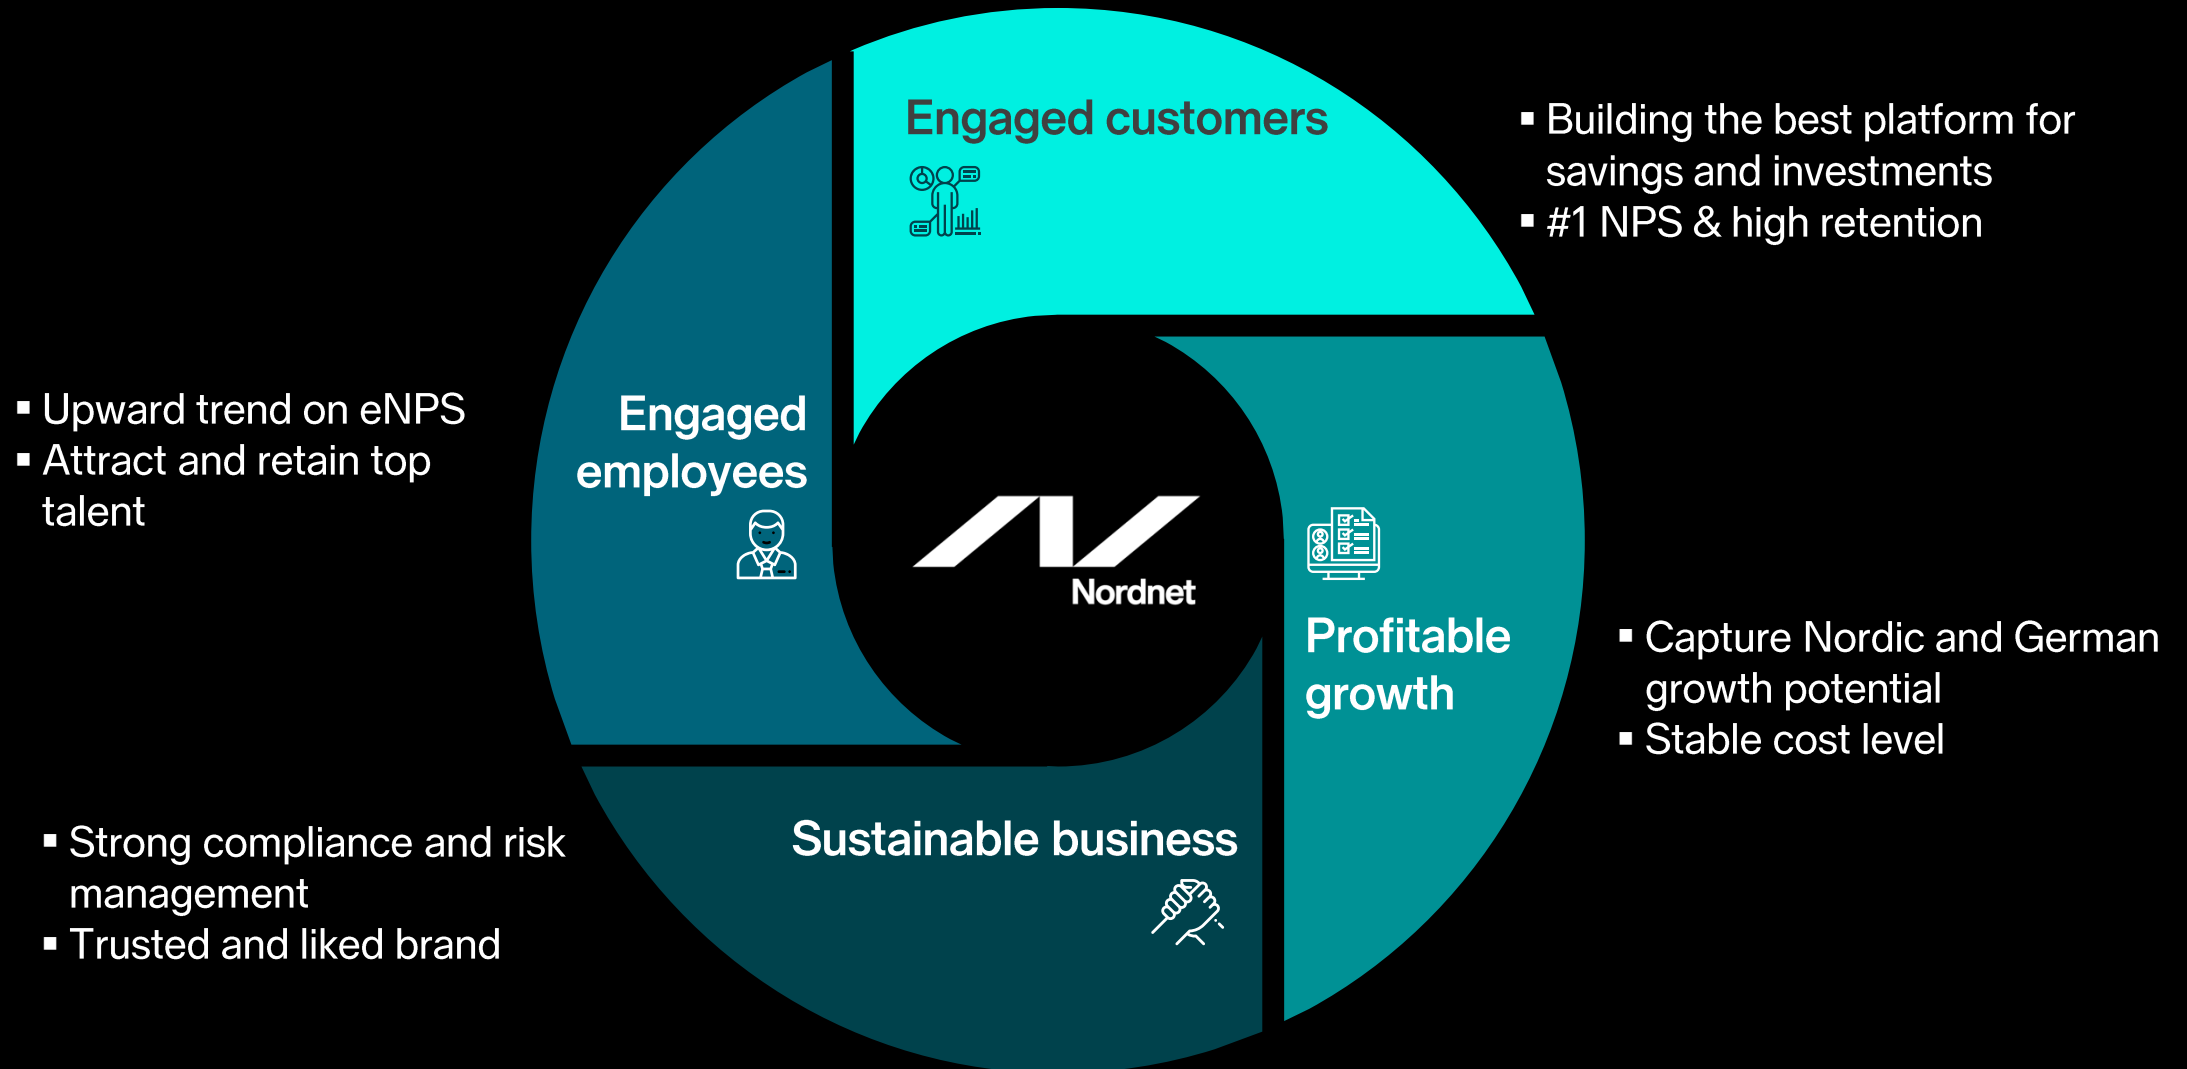 Engaged customers
▪ Building the best platform for
savings and investments
▪ #1 NPS & high retention
▪ Upward trend on eNPS
▪ Attract and retain top
talent
Engaged
employees
Nordnet
Profitable
growth
▪ Capture Nordic and German
growth potential
▪ Stable cost level
Sustainable business
▪ Strong compliance and risk
management
▪ Trusted and liked brand